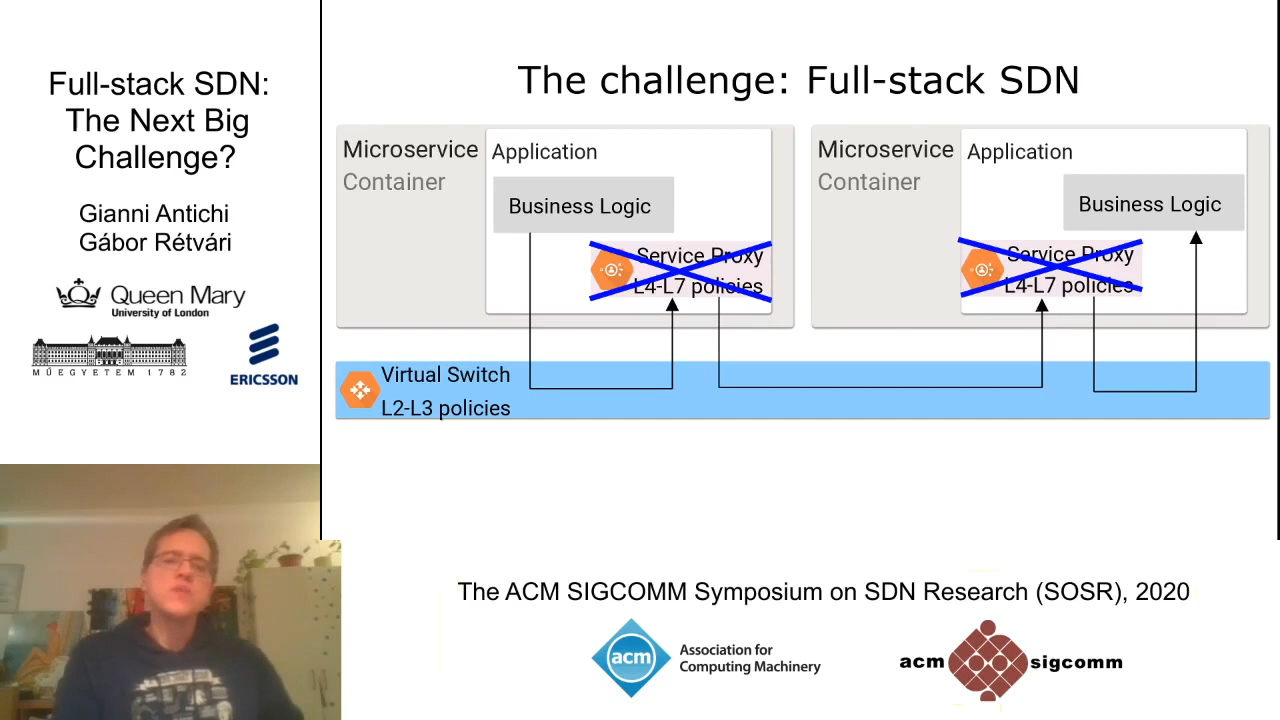 Full-stack SDN:
The Next Big
Challenge?
Gianni Antichi
Gábor Rétvári
Queen Mary
University of London
MŰEGYETEM 1782
ERICSSON
The challenge: Full-stack SDN
Microservice
Container
Application
Business Logic
Service Proxy
L4-L7 policies
Microservice
Container
Application
Business Logic
Service Proxy
L4-L7 policies
Virtual Switch
L2-L3 policies
The ACM SIGCOMM Symposium on SDN Research (SOSR), 2020
acm
Association for
Computing Machinery
acm sigcomm